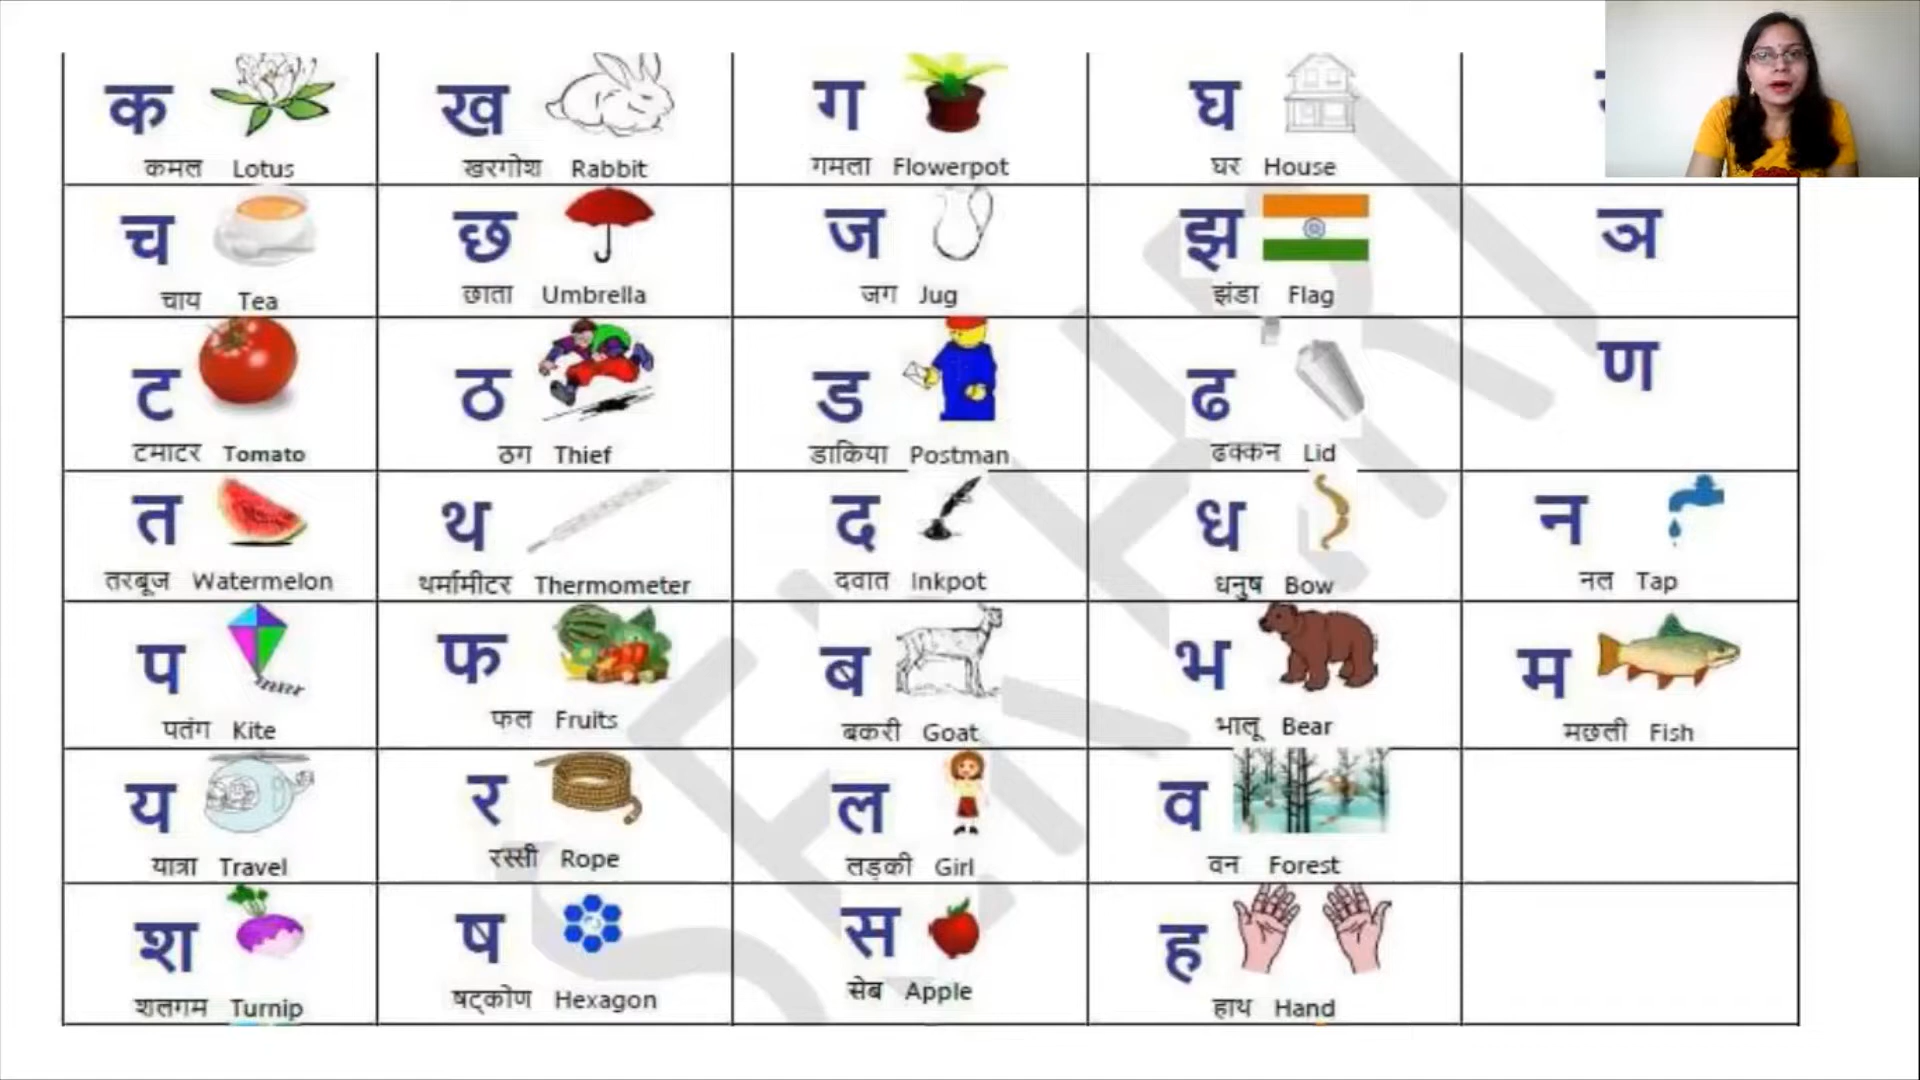 क ख ग घ
कमल Lotus खरगोश Rabbit गमला Flowerpot घर House
च छ ज झ ञ
चाय Tea छाता Umbrella जग Jug झंडा Flag
ट ठ ड ढ ण
टमाटर Tomato ठग Thief डाकिया Postman ढक्कन Lid
त थ द ध न
तरबूज Watermelon थर्मामीटर Thermometer दवात Inkpot धनुष Bow नल Tap
प फ ब भ म
पतंग Kite फल Fruits बकरी Goat भालू Bear मछली Fish
य र ल व
यात्रा Travel रस्सी Rope लड़की Girl वन Forest
श ष स ह
शलगम Turnip षट्कोण Hexagon सेब Apple हाथ Hand